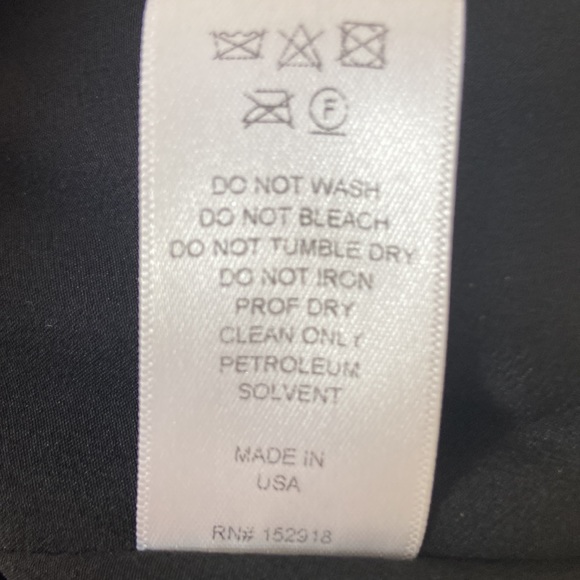 F
DO NOT WASH
DO NOT BLEACH
DO NOT TUMBLE DRY
DO NOT IRON
PROF DRY
CLEAN ONLY
PETROLEUM
SOLVENT
MADE IN
USA
RN# 152918